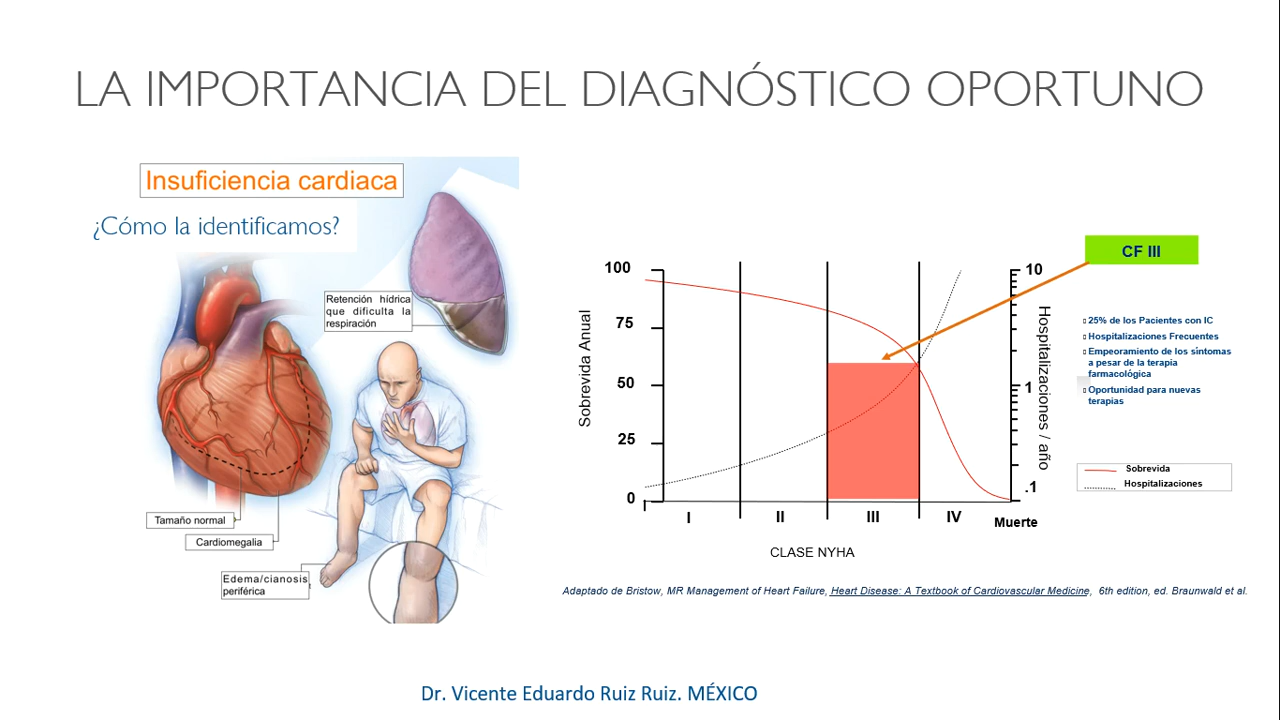 LA IMPORTANCIA DEL DIAGNÓSTICO OPORTUNO
Insuficiencia cardiaca
¿Cómo la identificamos?
Retención hídrica
que dificulta la
respiración
Tamaño normal
Cardiomegalia
Edema/cianosis
periférica
CF III
100
75
50
25
0
Sobrevida Anual
10
1
.1
Hospitalizaciones / año
I
II
III
IV
Muerte
CLASE NYHA
25% de los Pacientes con IC
Hospitalizaciones Frecuentes
Empeoramiento de los síntomas
a pesar de la terapia
farmacológica
Oportunidad para nuevas
terapias
Sobrevida
Hospitalizaciones
Adaptado de Bristow, MR Management of Heart Failure, Heart Disease: A Textbook of Cardiovascular Medicine, 6th edition, ed. Braunwald et al.
Dr. Vicente Eduardo Ruiz Ruiz. MÉXICO